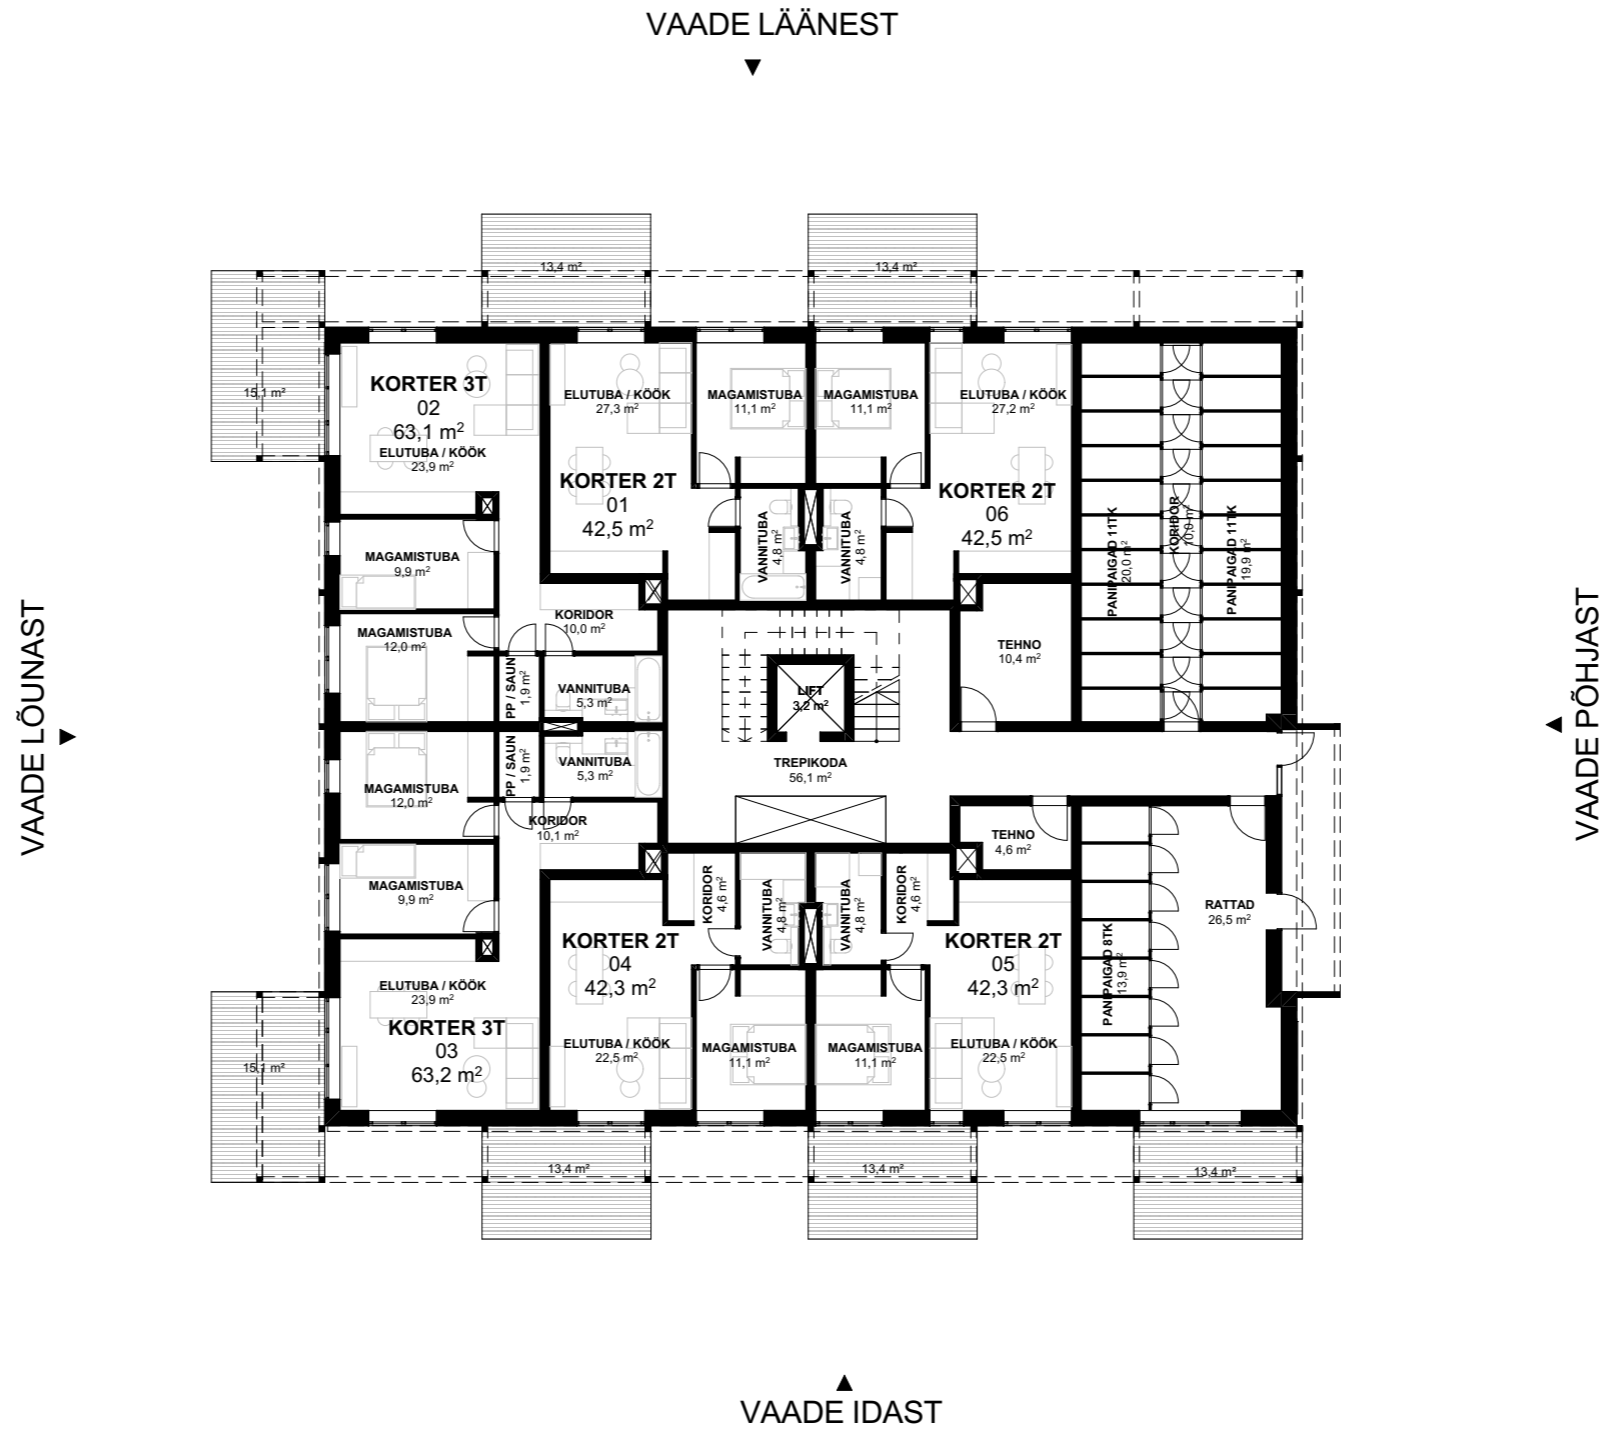 VAADE LÄÄNEST
13,4 m²
13,4 m²
15,1 m²
KORTER 3T
02
63,1 m²
ELUTUBA / KÖÖK
23,9 m²
ELUTUBA / KÖÖK
27,3 m²
KORTER 2T
01
42,5 m²
MAGAMISTUBA
11,1 m²
MAGAMISTUBA
11,1 m²
ELUTUBA / KÖÖK
27,2 m²
KORTER 2T
06
42,5 m²
VANNITUBA
4,8 m²
VANNITUBA
4,8 m²
PANIPAIGAD 11TK
20,0 m²
KORIDOR
10,0 m²
PANIPAIGAD 11TK
19,9 m²
MAGAMISTUBA
9,9 m²
MAGAMISTUBA
12,0 m²
KORIDOR
10,0 m²
PP / SAUN
1,9 m²
VANNITUBA
5,3 m²
TEHNO
10,4 m²
LIFT
3,2 m²
VAADE LÕUNAST
VAADE PÕHJAST
TREPIKODA
56,1 m²
MAGAMISTUBA
12,0 m²
PP / SAUN
1,9 m²
VANNITUBA
5,3 m²
KORIDOR
10,1 m²
TEHNO
4,6 m²
MAGAMISTUBA
9,9 m²
KORIDOR
4,6 m²
VANNITUBA
4,8 m²
VANNITUBA
4,8 m²
KORIDOR
4,6 m²
RATTAD
26,5 m²
PANIPAIGAD 8TK
13,9 m²
ELUTUBA / KÖÖK
23,9 m²
KORTER 3T
03
63,2 m²
15,1 m²
KORTER 2T
04
42,3 m²
ELUTUBA / KÖÖK
22,5 m²
MAGAMISTUBA
11,1 m²
MAGAMISTUBA
11,1 m²
KORTER 2T
05
42,3 m²
ELUTUBA / KÖÖK
22,5 m²
13,4 m²
13,4 m²
13,4 m²
VAADE IDAST